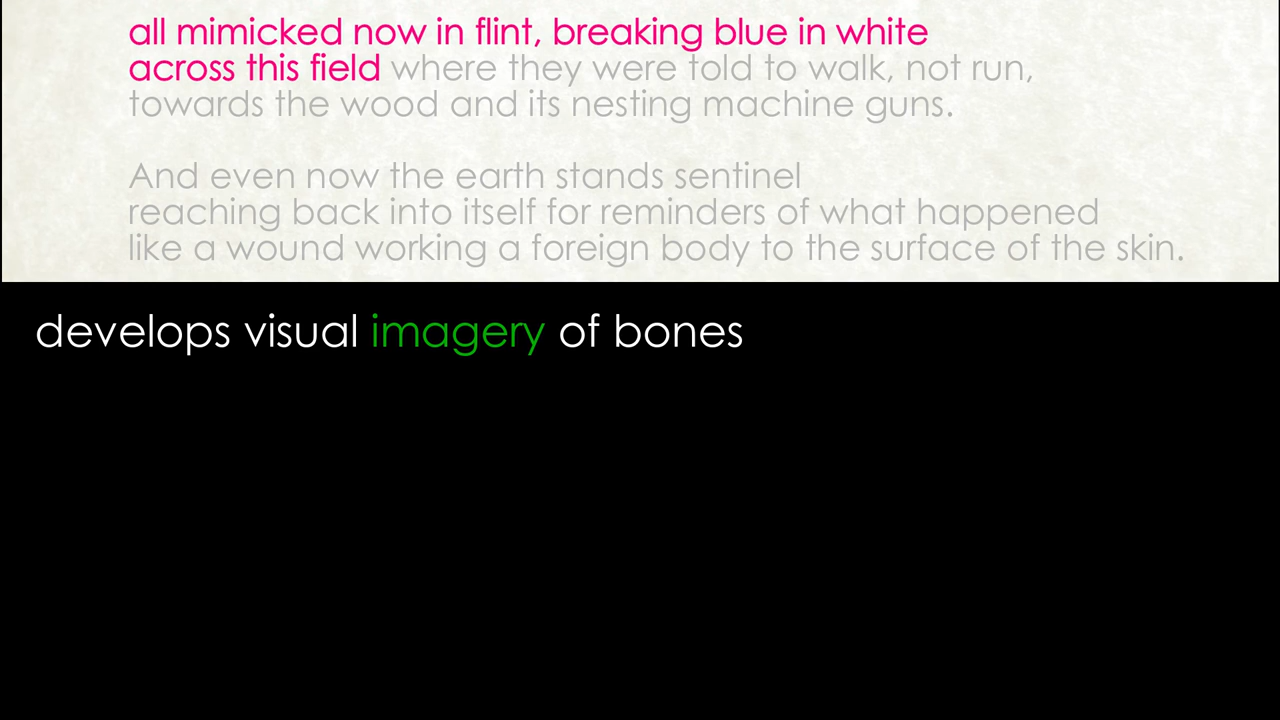 all mimicked now in flint, breaking blue in white
across this field where they were told to walk, not run,
towards the wood and its nesting machine guns.
And even now the earth stands sentinel
reaching back into itself for reminders of what happened
like a wound working a foreign body to the surface of the skin.
develops visual imagery of bones